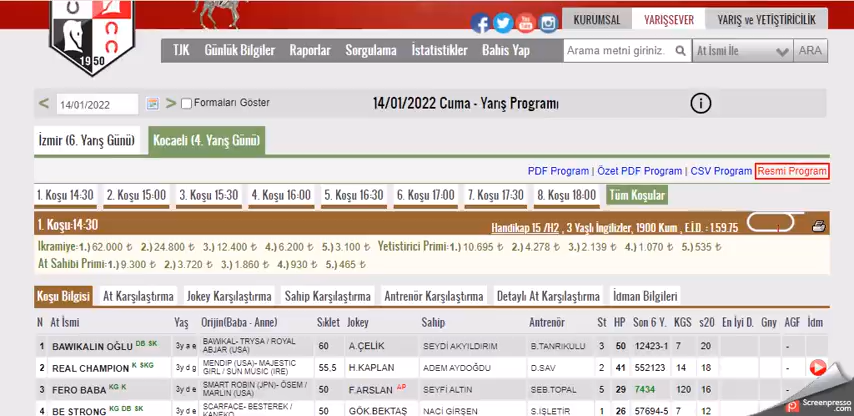 KURUMSAL YARIŞSEVER YARIŞ ve YETİŞTİRİCİLİK
C C
1950
TJK Günlük Bilgiler Raporlar Sorgulama İstatistikler Bahis Yap Arama metni giriniz. At İsmi İle ARA
< 14/01/2022 > Formaları Göster 14/01/2022 Cuma - Yarış Programı
İzmir (6. Yarış Günü) Kocaeli (4. Yarış Günü)
PDF Program | Özet PDF Program | CSV Program Resmi Program
1. Koşu 14:30 2. Koşu 15:00 3. Koşu 15:30 4. Koşu 16:00 5. Koşu 16:30 6. Koşu 17:00 7. Koşu 17:30 8. Koşu 18:00 Tüm Koşular
1. Koşu:14:30 Handikap 15 /H2 , 3 Yaşlı İngilizler, 1900 Kum , E.İ.D. : 1.59.75
Ikramiye: 1.) 62.000 ₺ 2.) 24.800 ₺ 3.) 12.400 ₺ 4.) 6.200 ₺ 5.) 3.100 ₺ Yetistirici Primi: 1.) 10.695 ₺ 2.) 4.278 ₺ 3.) 2.139 ₺ 4.) 1.070 ₺ 5.) 535 ₺
At Sahibi Primi: 1.) 9.300 ₺ 2.) 3.720 ₺ 3.) 1.860 ₺ 4.) 930 ₺ 5.) 465 ₺
Koşu Bilgisi At Karşılaştırma Jokey Karşılaştırma Sahip Karşılaştırma Antrenör Karşılaştırma Detaylı At Karşılaştırma İdman Bilgileri
N At İsmi Yaş Orijin(Baba - Anne) Sıklet Jokey Sahip Antrenör St HP Son 6 Y. KGS s20 En İyi D. Gny AGF İdm
1 BAWIKALIN OĞLU DB SK 3y a e BAWIKAL- TRYSA / ROYAL ABJAR (USA) 60 A.ÇELİK SEYDİ AKYILDIRIM B.TANRIKULU 3 50 12423-1 7 20 -
2 REAL CHAMPION K SKG 3y d g MENDIP (USA)- MAJESTIC GIRL / SUN MUSIC (IRE) 55.5 H.KAPLAN ADEM AYDOĞDU D.SAV 2 41 552123 14 18 -
3 FERO BABA KG K 3y d e SMART ROBIN (JPN)- ÖSEM / MARLIN (USA) 50 F.ARSLAN AP SEYFİ ALTIN SEB.TOPAL 5 29 7434 120 16 -
4 BE STRONG KG DB SK 3y d e SCARFACE- BESTEREK / 50 GÖK.BEKTAŞ NACİ GİRŞEN S.İŞLETİR 1 26 57694-5 7 -
Screenpresso
.com